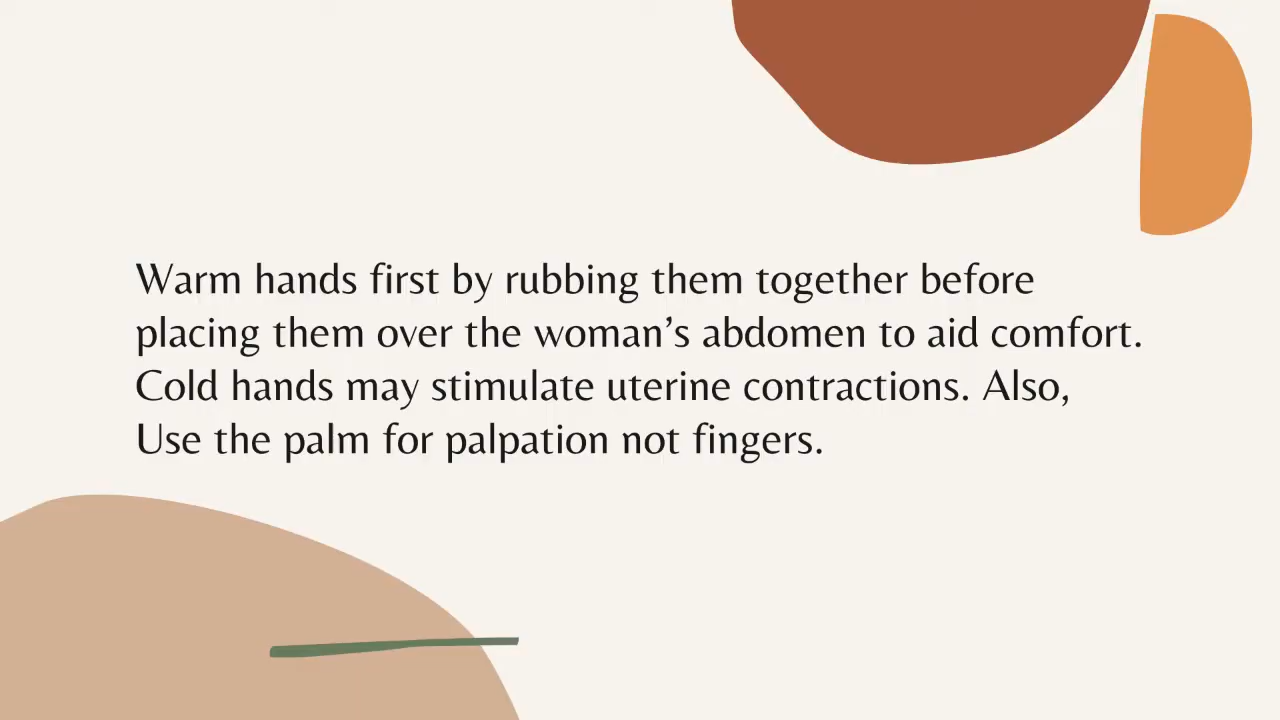 Warm hands first by rubbing them together before
placing them over the woman’s abdomen to aid comfort.
Cold hands may stimulate uterine contractions. Also,
Use the palm for palpation not fingers.